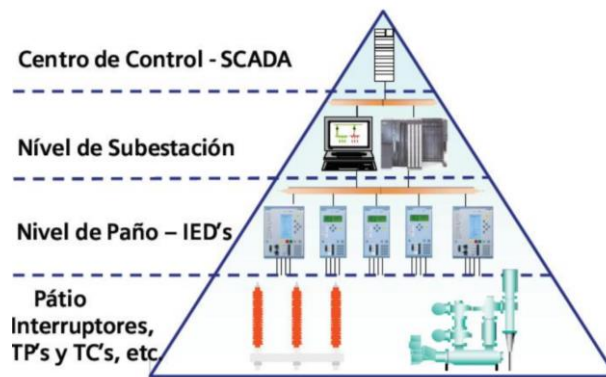 Centro de Control - SCADA
Nível de Subestación
Nivel de Paño – IED's
Pátio
Interruptores,
TP's y TC's, etc.